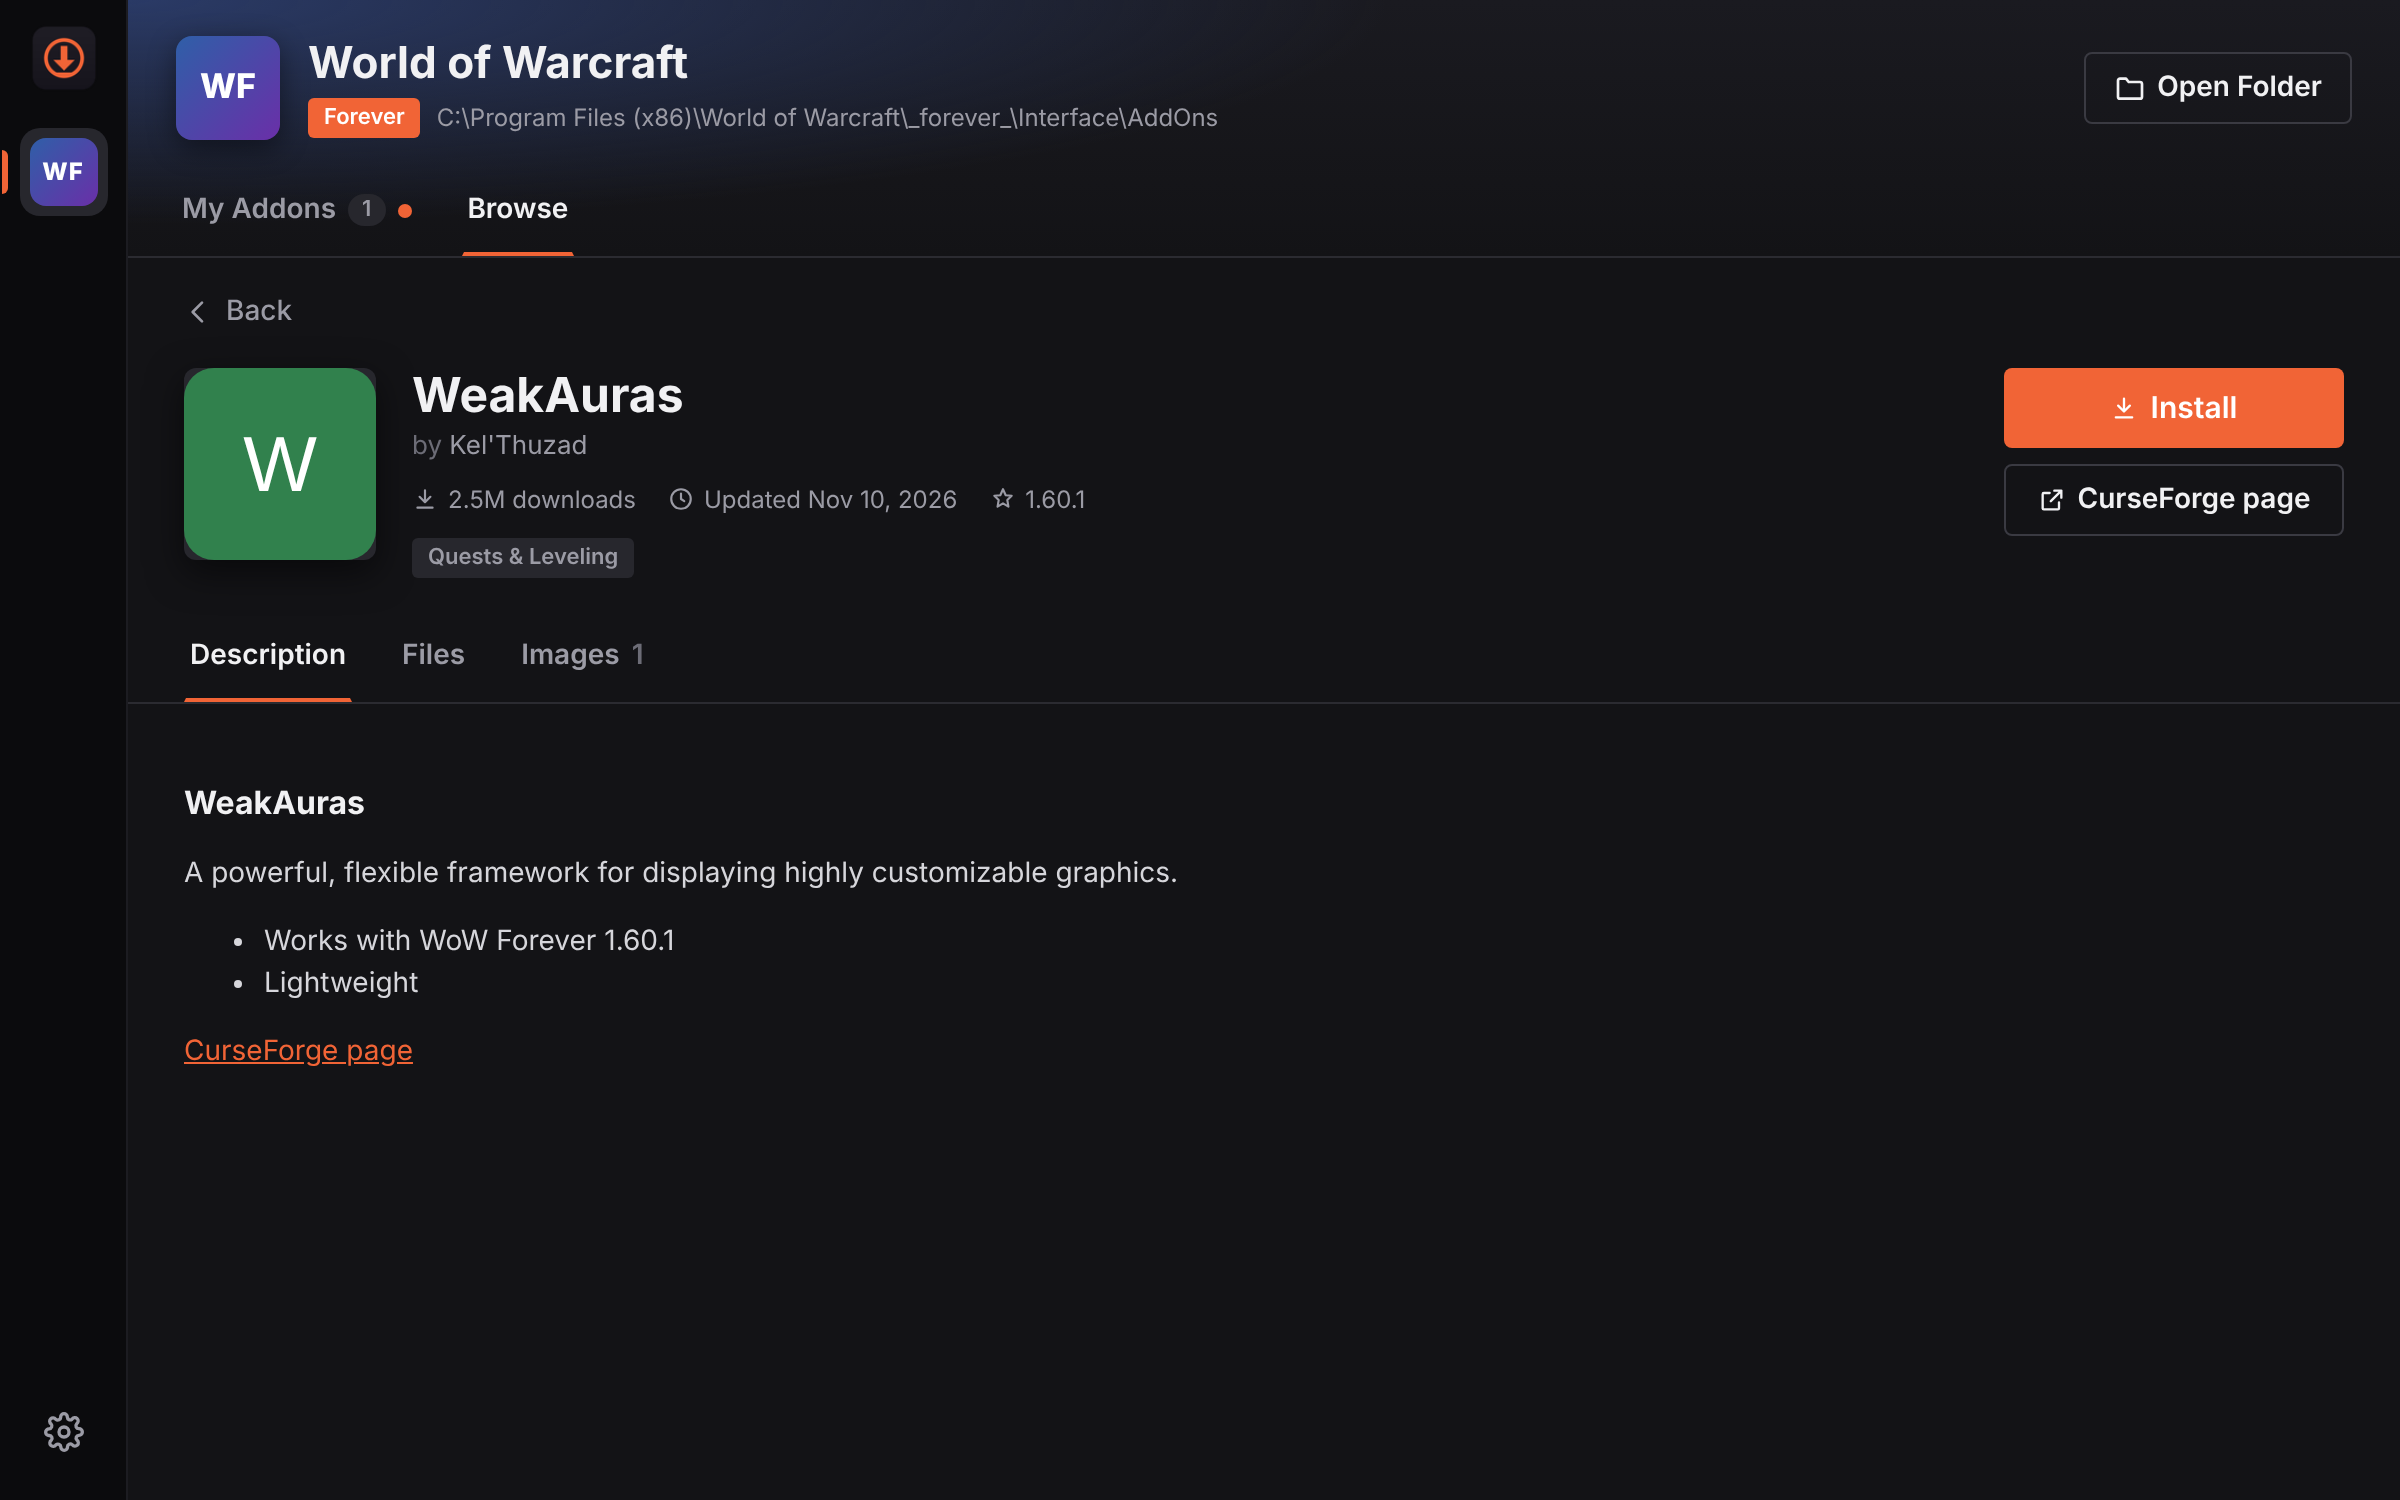 WF
World of Warcraft
Forever C:\Program Files (x86)\World of Warcraft\_forever_\Interface\AddOns
Open Folder
WF
My Addons 1 Browse
Back
W
WeakAuras
by Kel'Thuzad
2.5M downloads Updated Nov 10, 2026 1.60.1
Quests & Leveling
Install
CurseForge page
Description Files Images 1
WeakAuras
A powerful, flexible framework for displaying highly customizable graphics.
• Works with WoW Forever 1.60.1
• Lightweight
CurseForge page